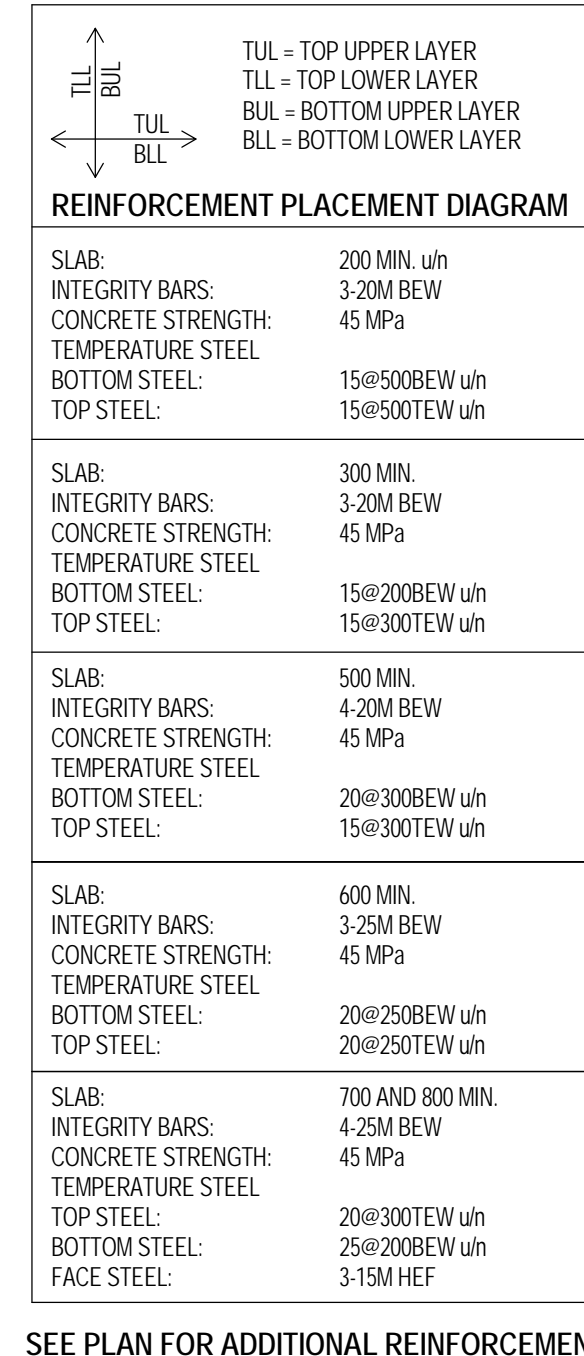 TLL
BUL
TUL
BLL
TUL = TOP UPPER LAYER
TLL = TOP LOWER LAYER
BUL = BOTTOM UPPER LAYER
BLL = BOTTOM LOWER LAYER
REINFORCEMENT PLACEMENT DIAGRAM
SLAB: 200 MIN. u/n
INTEGRITY BARS: 3-20M BEW
CONCRETE STRENGTH: 45 MPa
TEMPERATURE STEEL
BOTTOM STEEL: 15@500BEW u/n
TOP STEEL: 15@500TEW u/n
SLAB: 300 MIN.
INTEGRITY BARS: 3-20M BEW
CONCRETE STRENGTH: 45 MPa
TEMPERATURE STEEL
BOTTOM STEEL: 15@200BEW u/n
TOP STEEL: 15@300TEW u/n
SLAB: 500 MIN.
INTEGRITY BARS: 4-20M BEW
CONCRETE STRENGTH: 45 MPa
TEMPERATURE STEEL
BOTTOM STEEL: 20@300BEW u/n
TOP STEEL: 15@300TEW u/n
SLAB: 600 MIN.
INTEGRITY BARS: 3-25M BEW
CONCRETE STRENGTH: 45 MPa
TEMPERATURE STEEL
BOTTOM STEEL: 20@250BEW u/n
TOP STEEL: 20@250TEW u/n
SLAB: 700 AND 800 MIN.
INTEGRITY BARS: 4-25M BEW
CONCRETE STRENGTH: 45 MPa
TEMPERATURE STEEL
TOP STEEL: 20@300TEW u/n
BOTTOM STEEL: 25@200BEW u/n
FACE STEEL: 3-15M HEF
SEE PLAN FOR ADDITIONAL REINFORCEMEN